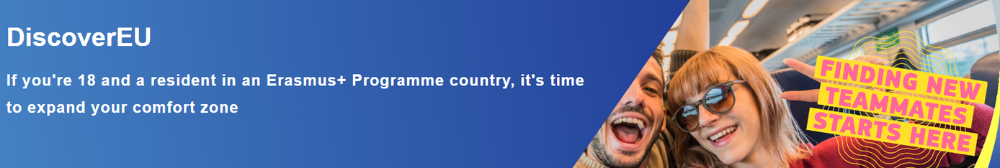 DiscoverEU
If you're 18 and a resident in an Erasmus+ Programme country, it's time
to expand your comfort zone
FINDING NEW
TEAMMATES
STARTS HERE